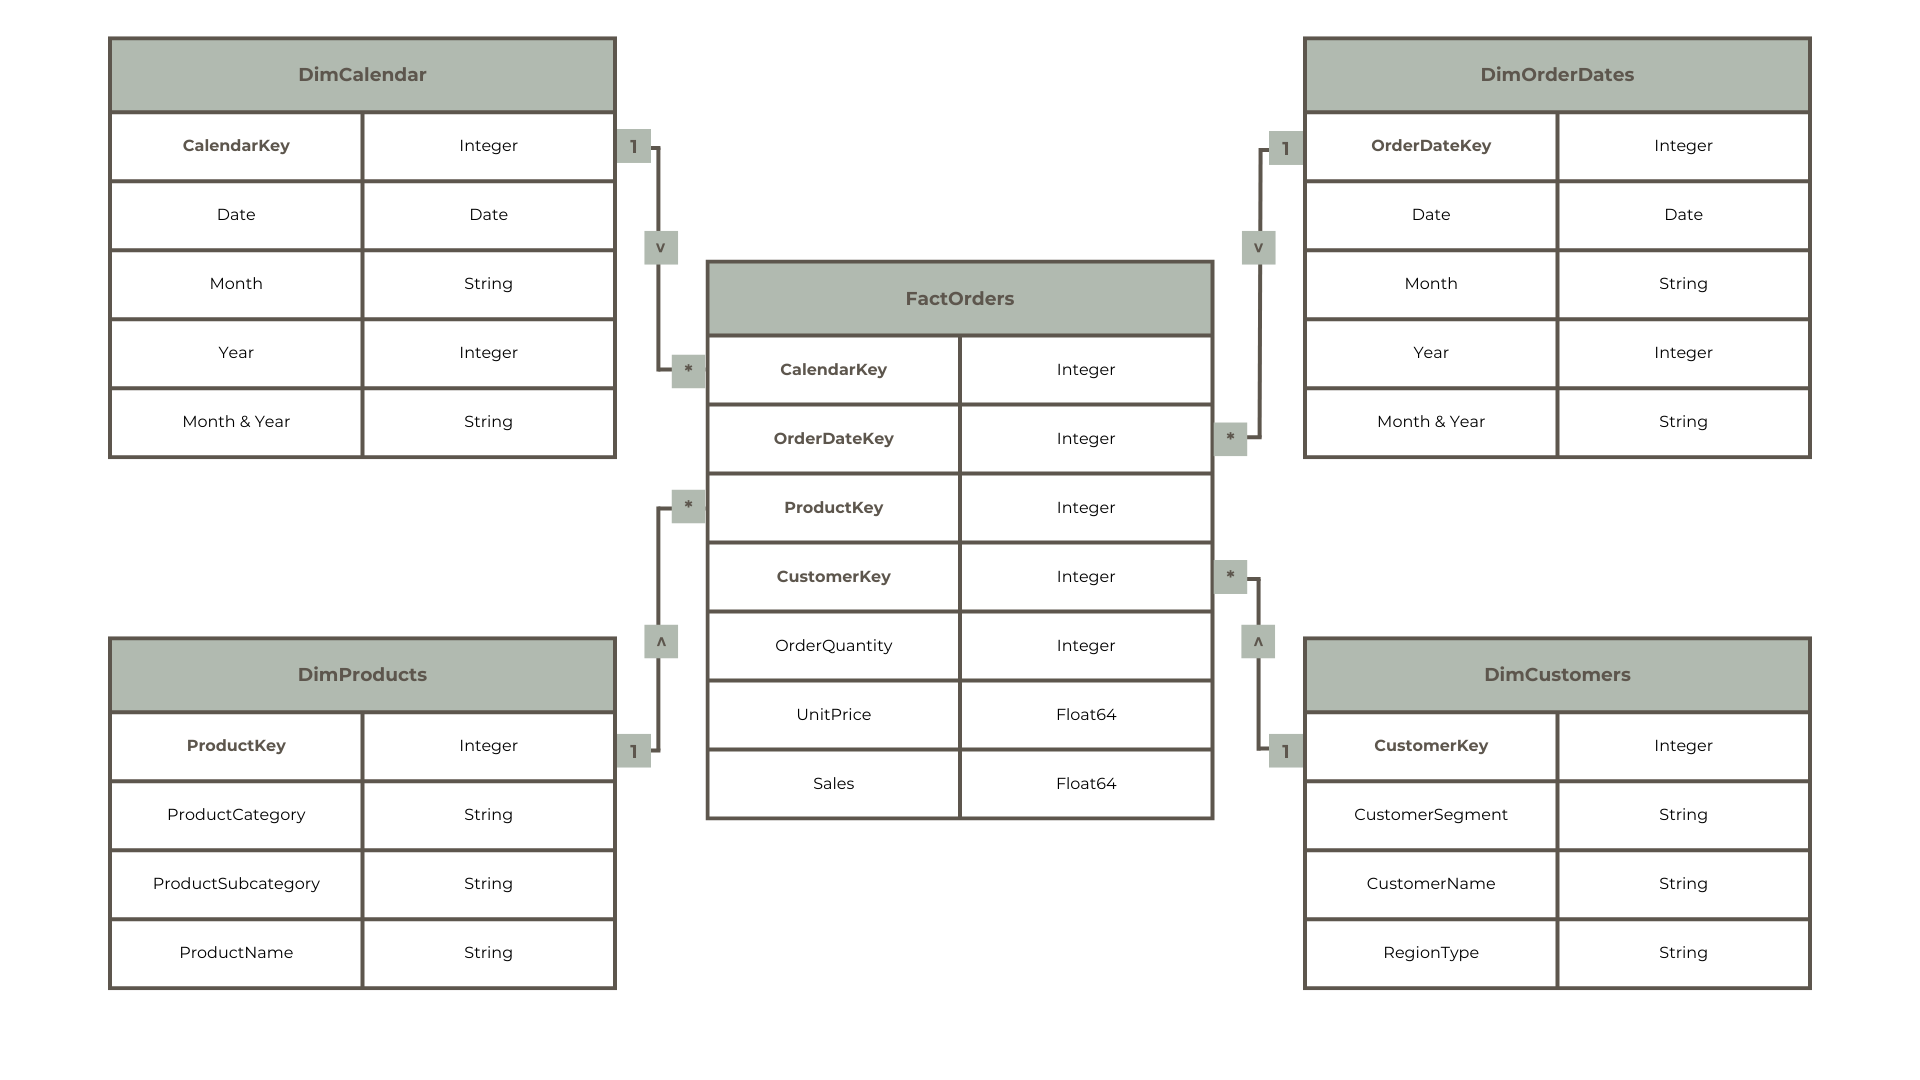 DimCalendar
CalendarKey Integer
Date Date
Month String
Year Integer
Month & Year String
1
v
*
DimOrderDates
OrderDateKey Integer
Date Date
Month String
Year Integer
Month & Year String
1
v
*
FactOrders
CalendarKey Integer
OrderDateKey Integer
ProductKey Integer
CustomerKey Integer
OrderQuantity Integer
UnitPrice Float64
Sales Float64
*
^
1
DimProducts
ProductKey Integer
ProductCategory String
ProductSubcategory String
ProductName String
*
^
1
DimCustomers
CustomerKey Integer
CustomerSegment String
CustomerName String
RegionType String